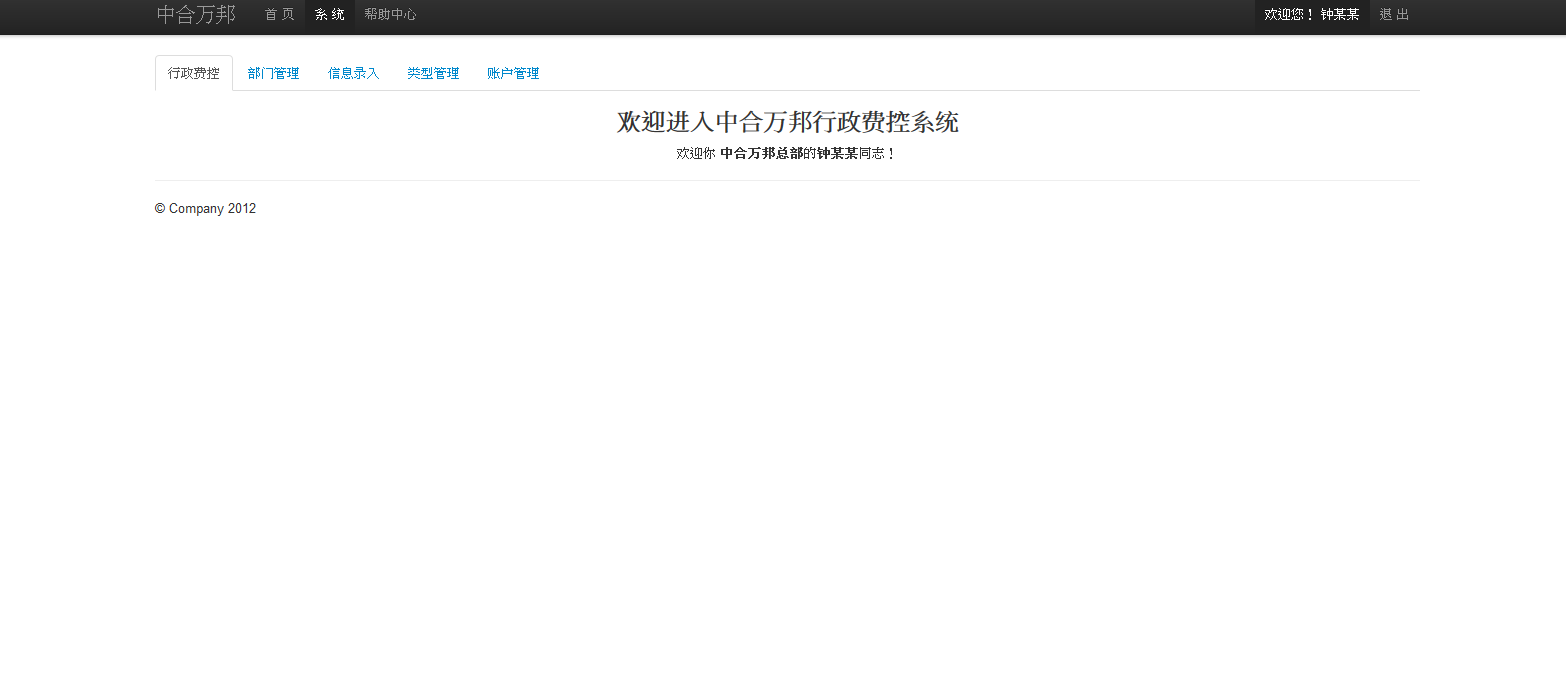 中合万邦 首 页 系 统 帮助中心 欢迎您！ 钟某某 退 出
行政费控 部门管理 信息录入 类型管理 账户管理
欢迎进入中合万邦行政费控系统
欢迎你 中合万邦总部的钟某某同志！
© Company 2012